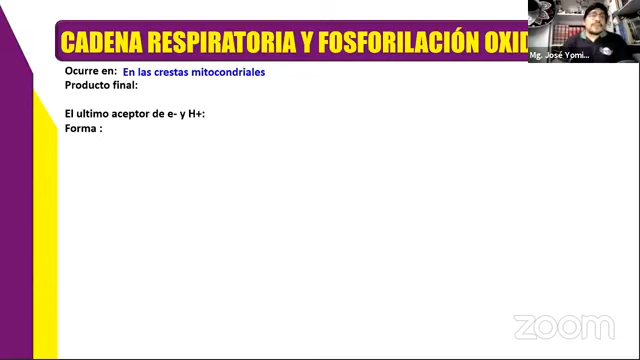 CADENA RESPIRATORIA Y FOSFORILACIÓN OXID
Mg. José Yomi...
Ocurre en: En las crestas mitocondriales
Producto final:
El ultimo aceptor de e- y H+:
Forma :
zoom